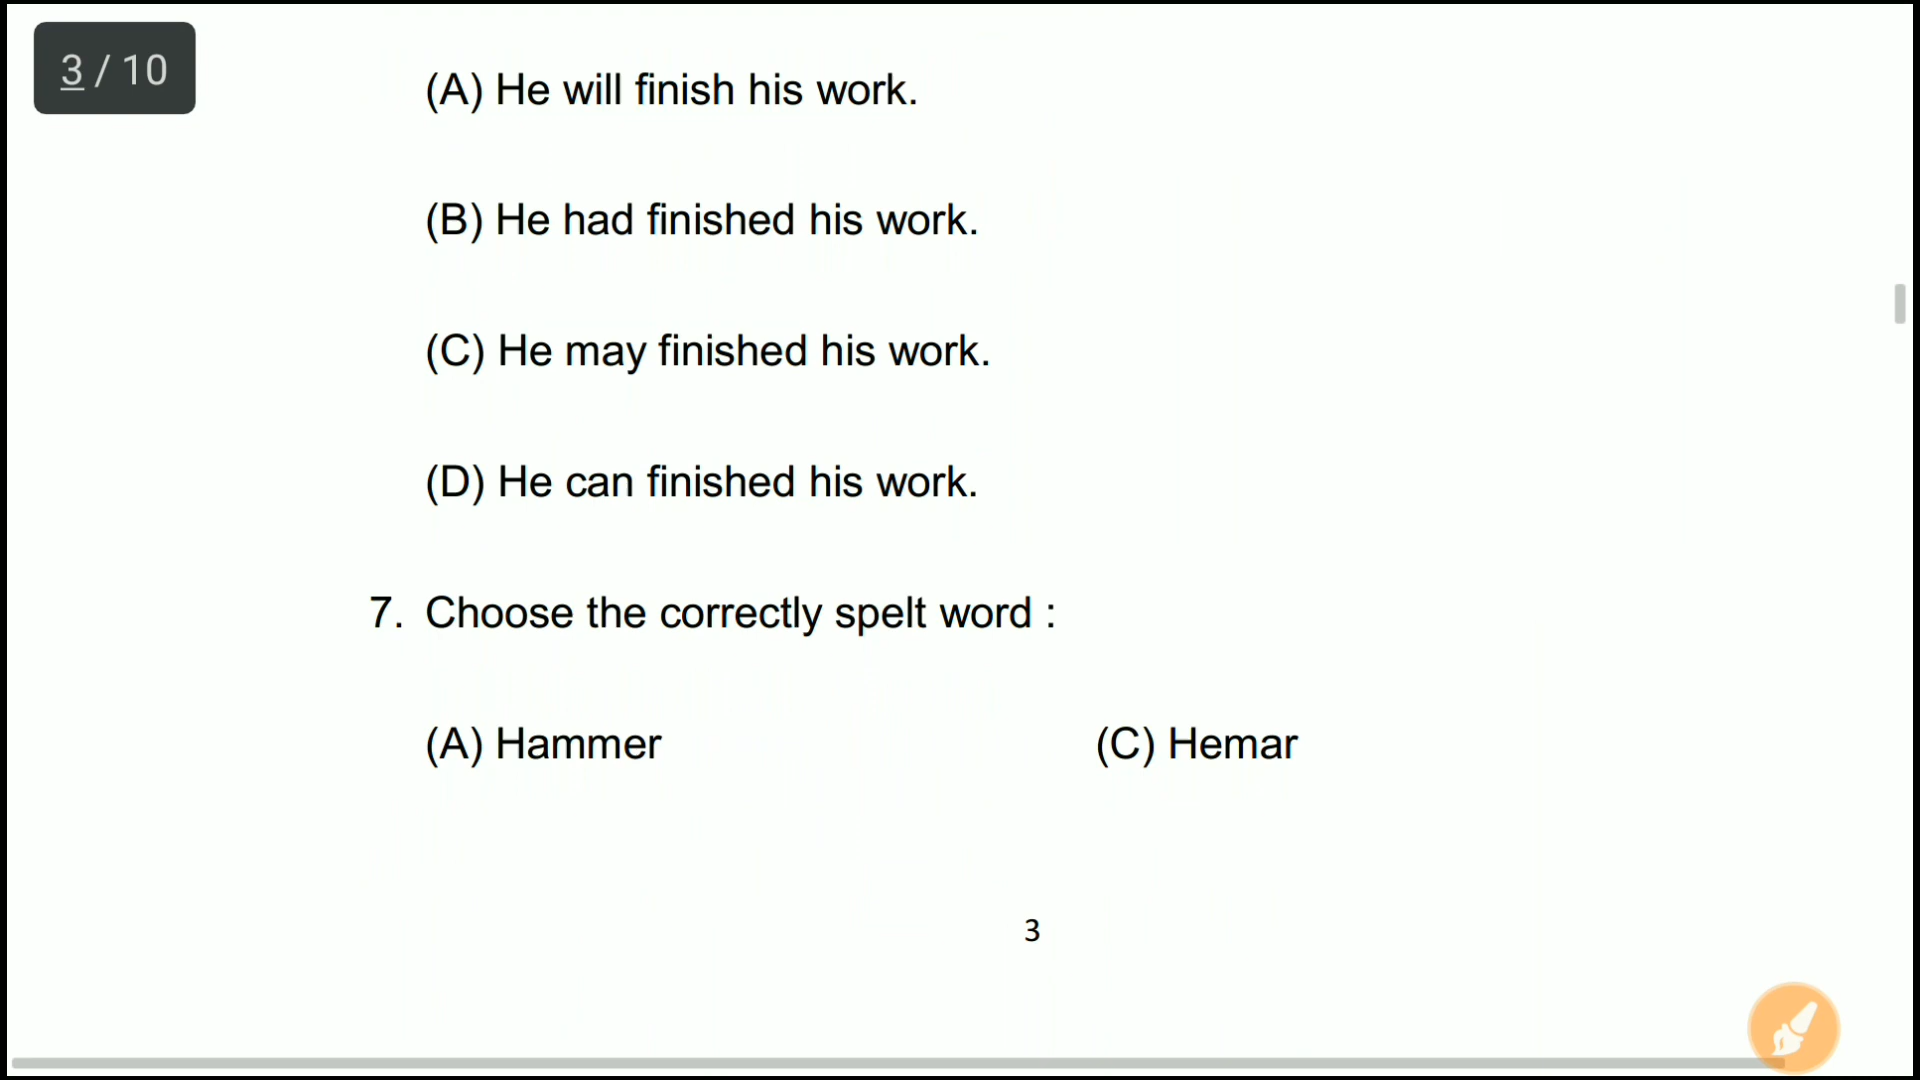 3 / 10
(A) He will finish his work.
(B) He had finished his work.
(C) He may finished his work.
(D) He can finished his work.
7. Choose the correctly spelt word :
(A) Hammer (C) Hemar
3